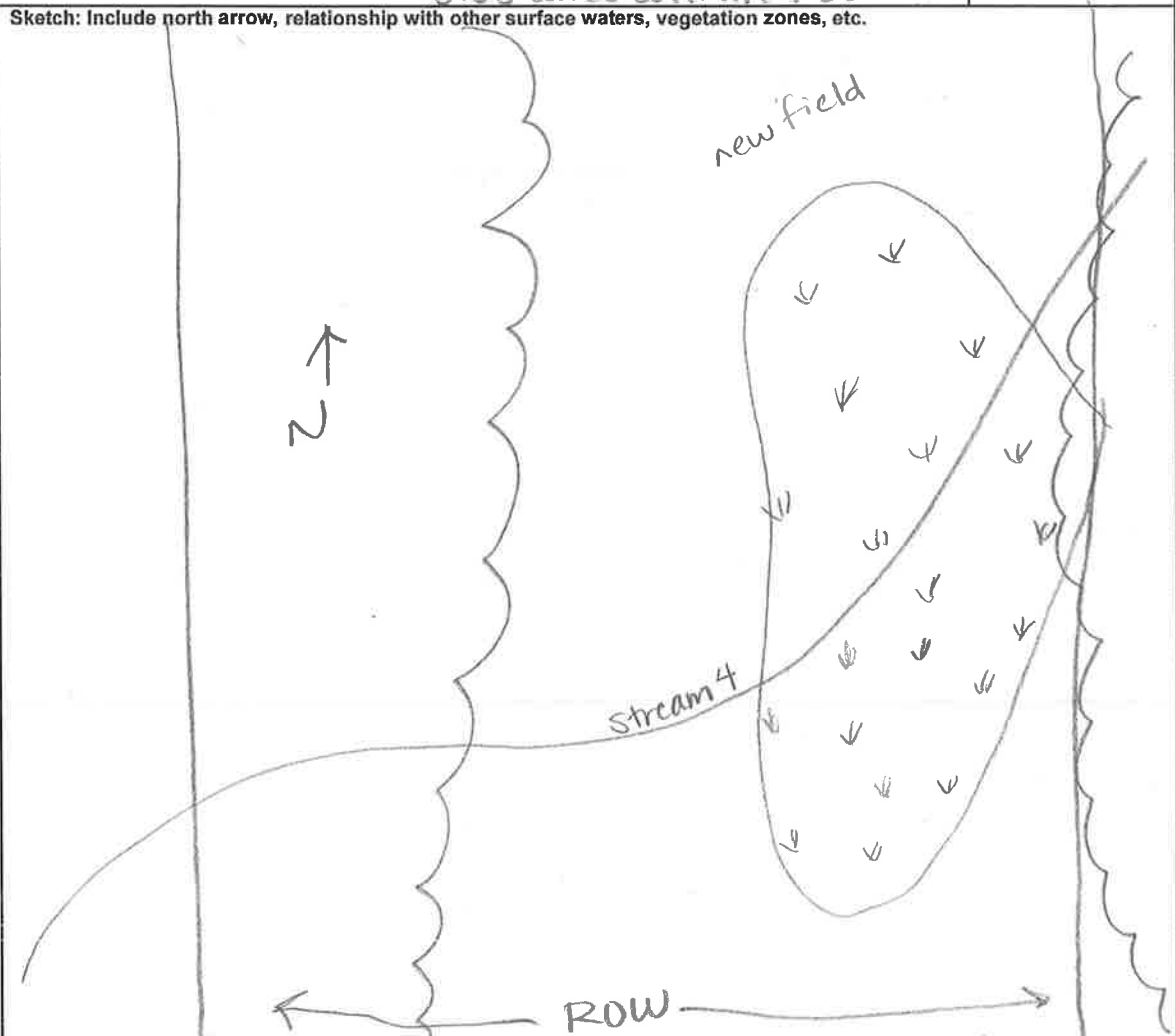 Sketch: Include north arrow, relationship with other surface waters, vegetation zones, etc.
new field
N
stream 4
ROW